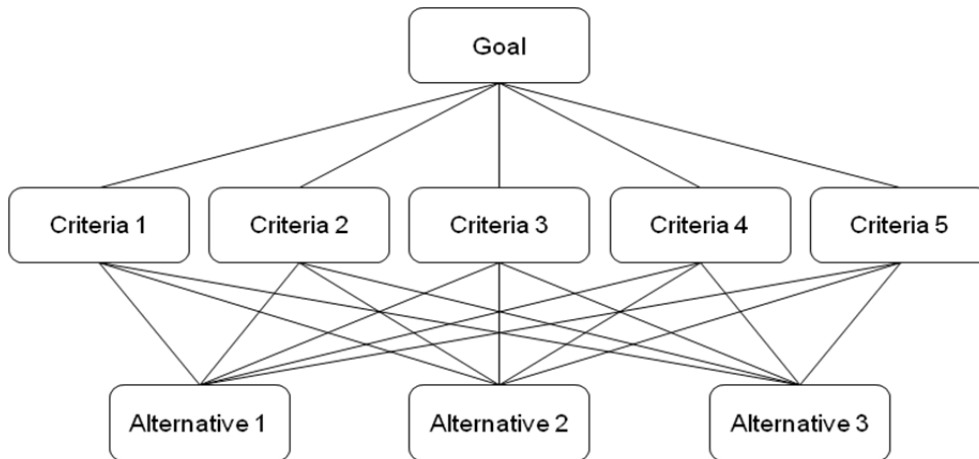 Goal
Criteria 1
Criteria 2
Criteria 3
Criteria 4
Criteria 5
Alternative 1
Alternative 2
Alternative 3